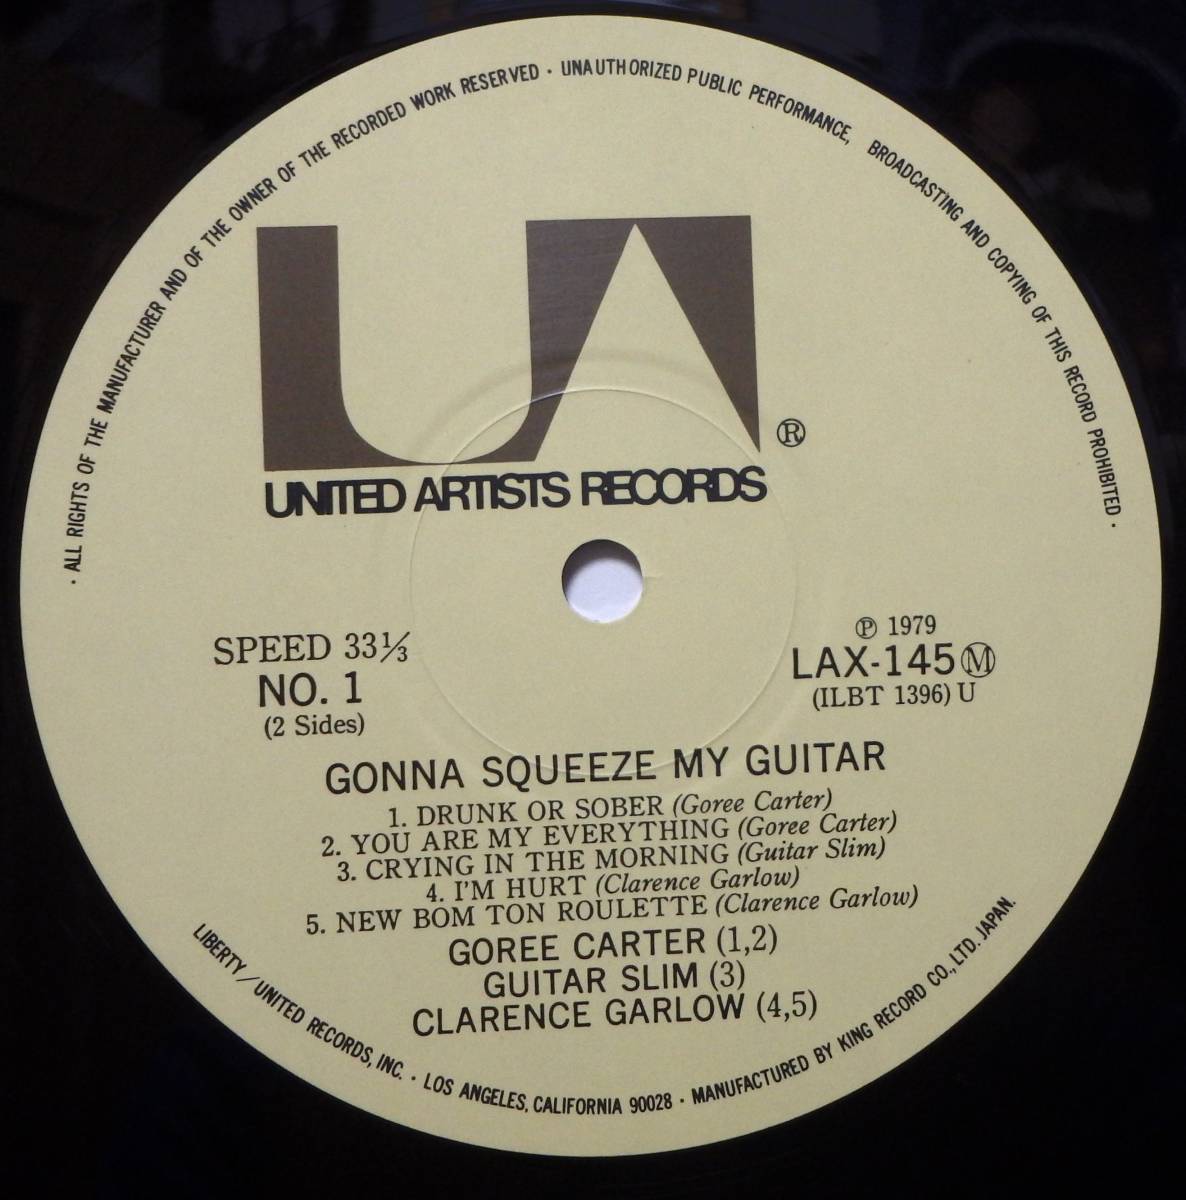 · ALL RIGHTS OF THE MANUFACTURER AND OF THE OWNER OF THE RECORDED WORK RESERVED · UNAUTHORIZED PUBLIC PERFORMANCE, BROADCASTING AND COPYING OF THIS RECORD PROHIBITED ·
UA ®
UNITED ARTISTS RECORDS
SPEED 33⅓
NO. 1
(2 Sides)
℗ 1979
LAX-145 Ⓜ
(ILBT 1396) U
GONNA SQUEEZE MY GUITAR
1. DRUNK OR SOBER (Goree Carter)
2. YOU ARE MY EVERYTHING (Goree Carter)
3. CRYING IN THE MORNING (Guitar Slim)
4. I'M HURT (Clarence Garlow)
5. NEW BOM TON ROULETTE (Clarence Garlow)
GOREE CARTER (1,2)
GUITAR SLIM (3)
CLARENCE GARLOW (4,5)
LIBERTY/UNITED RECORDS, INC. · LOS ANGELES, CALIFORNIA 90028 · MANUFACTURED BY KING RECORD CO., LTD. JAPAN.